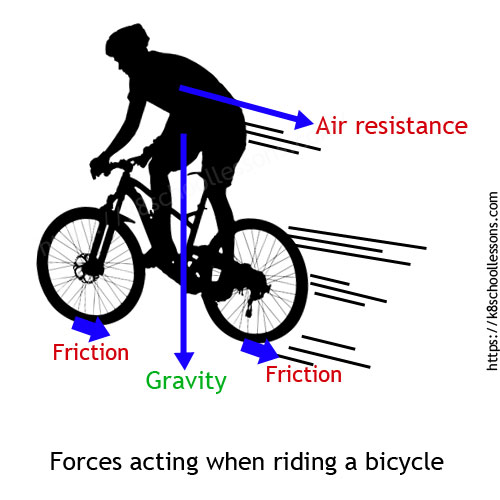 Air resistance
https://k8schoollessons.com
Friction
Gravity
Friction
Forces acting when riding a bicycle